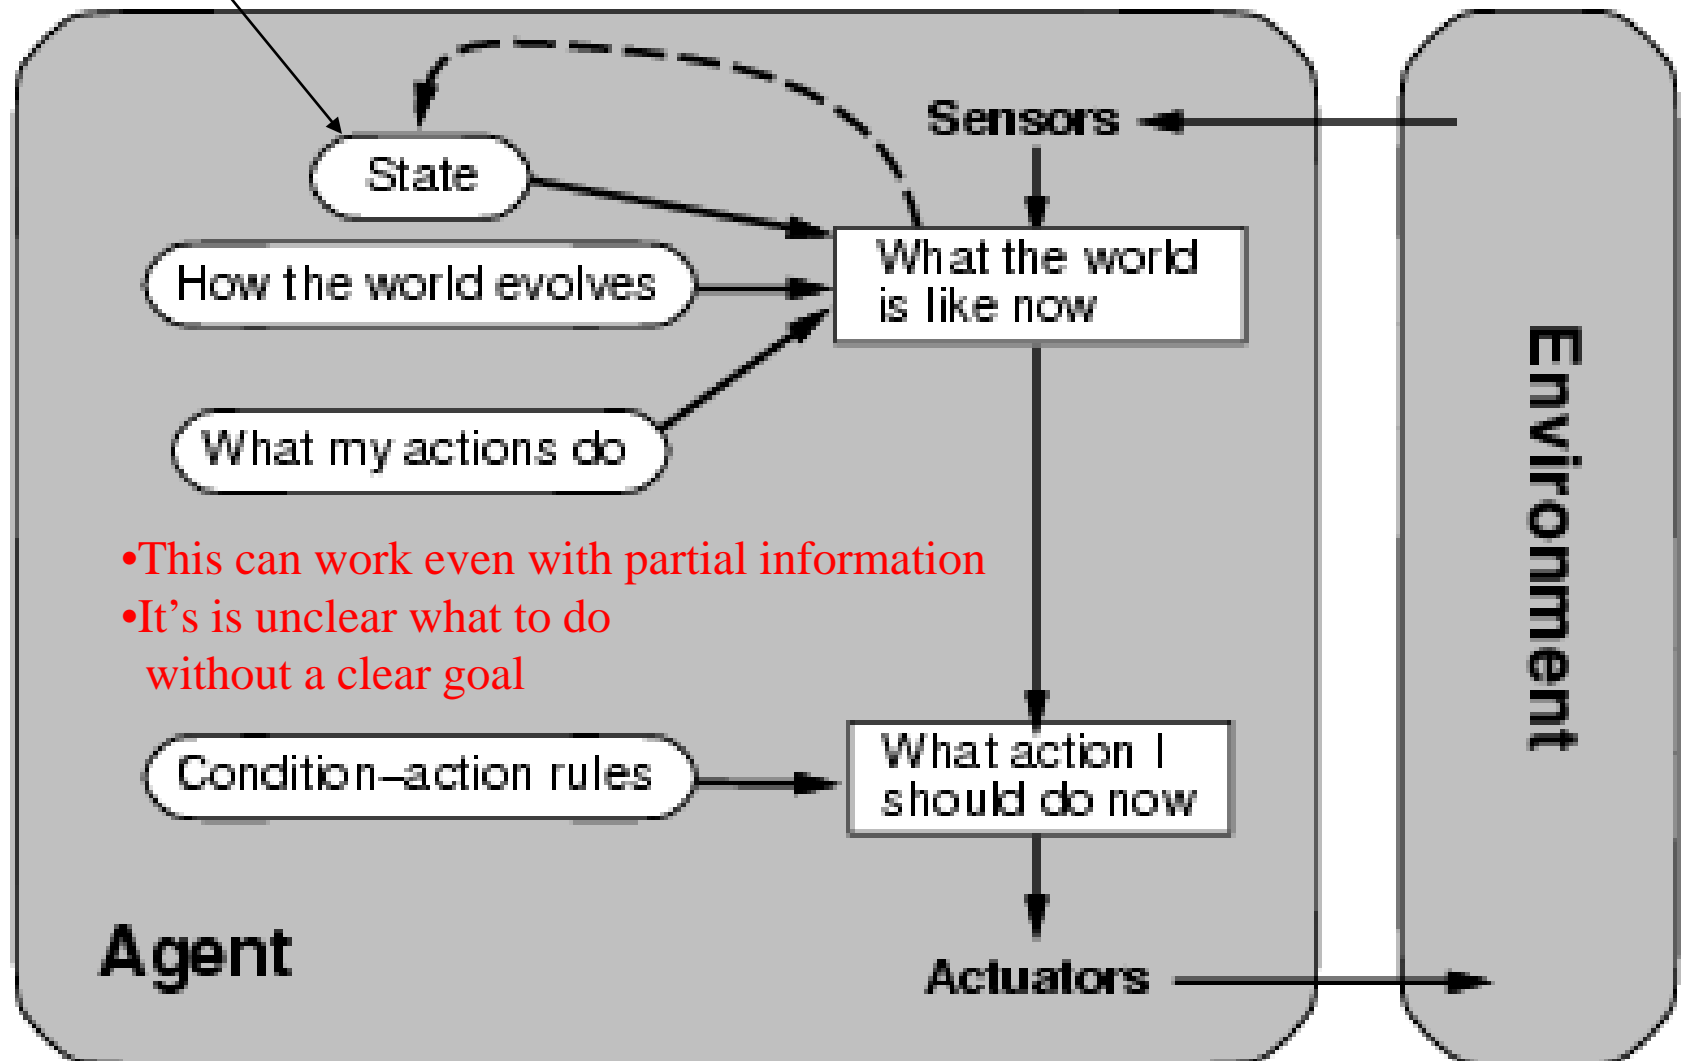 Sensors
State
What the world
is like now
How the world evolves
What my actions do
•This can work even with partial information
•It’s is unclear what to do
without a clear goal
Condition–action rules
What action I
should do now
Agent
Actuators
Environment